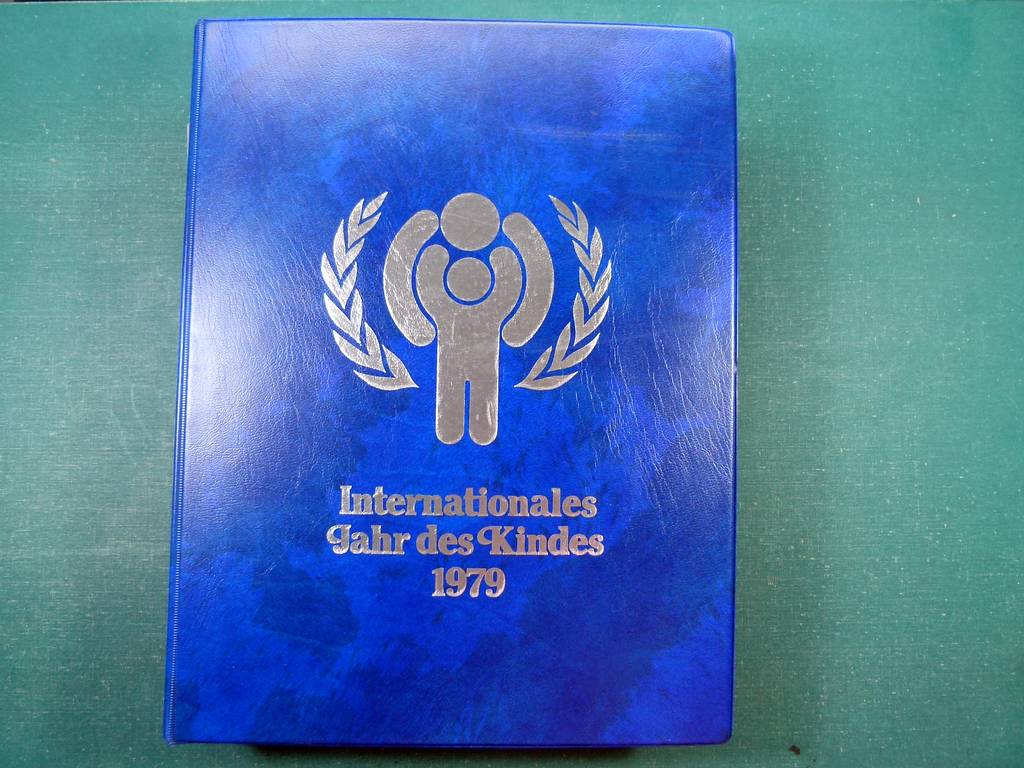 Internationales
Jahr des Kindes
1979